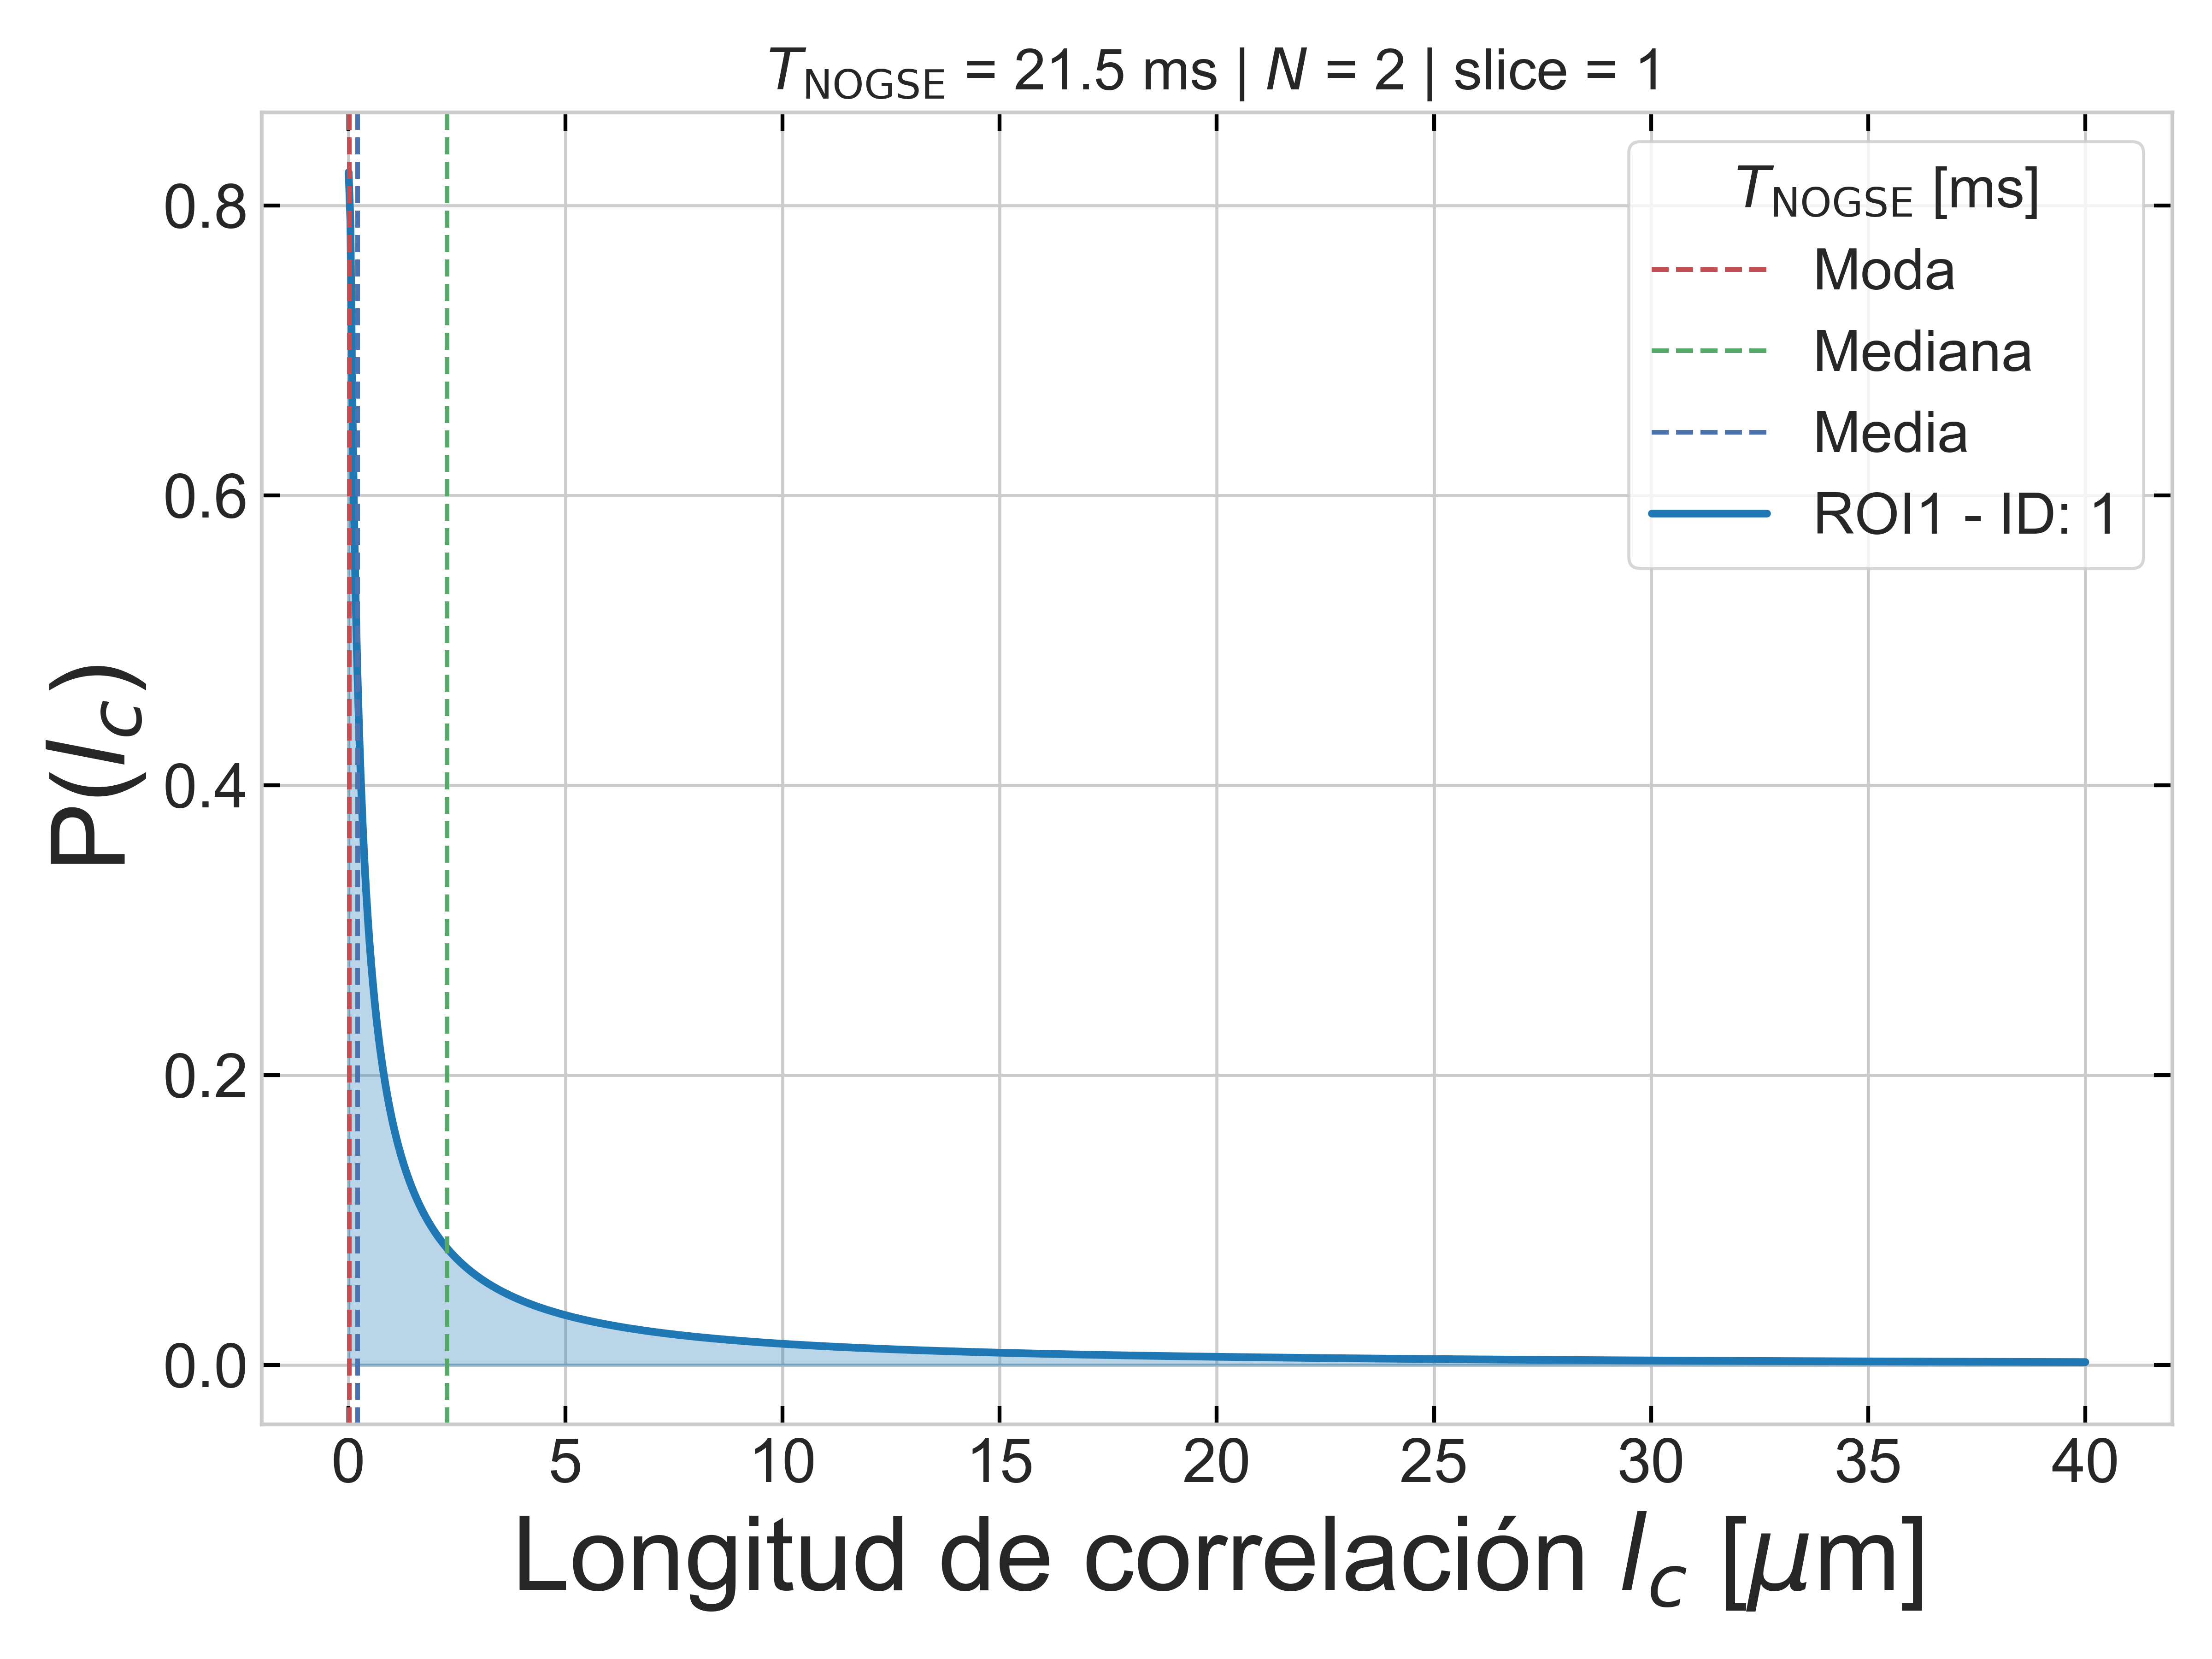 T_NOGSE = 21.5 ms | N = 2 | slice = 1
T_NOGSE [ms]
Moda
Mediana
Media
ROI1 - ID: 1
P(l_c)
0.8
0.6
0.4
0.2
0.0
0 5 10 15 20 25 30 35 40
Longitud de correlación l_c [μm]